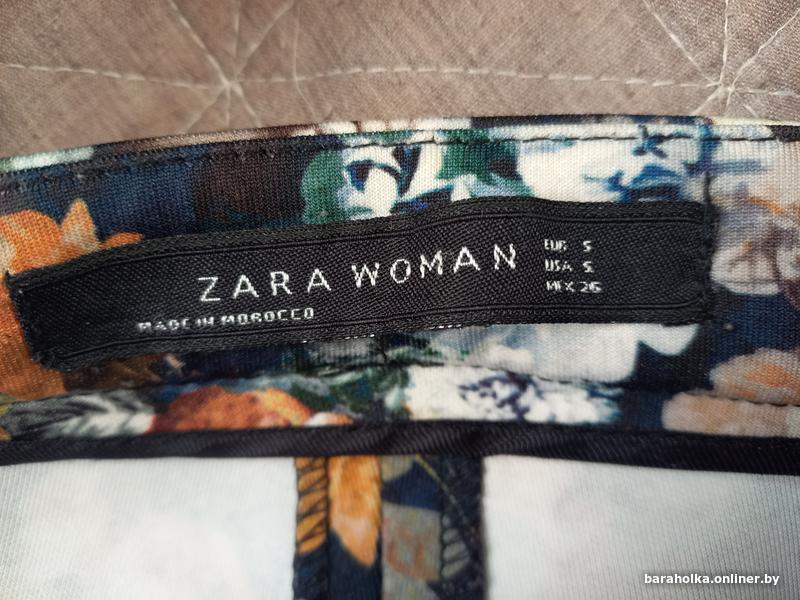 ZARA WOMAN
MADE IN MOROCCO
EUR S
USA S
MEX 26
baraholka.onliner.by